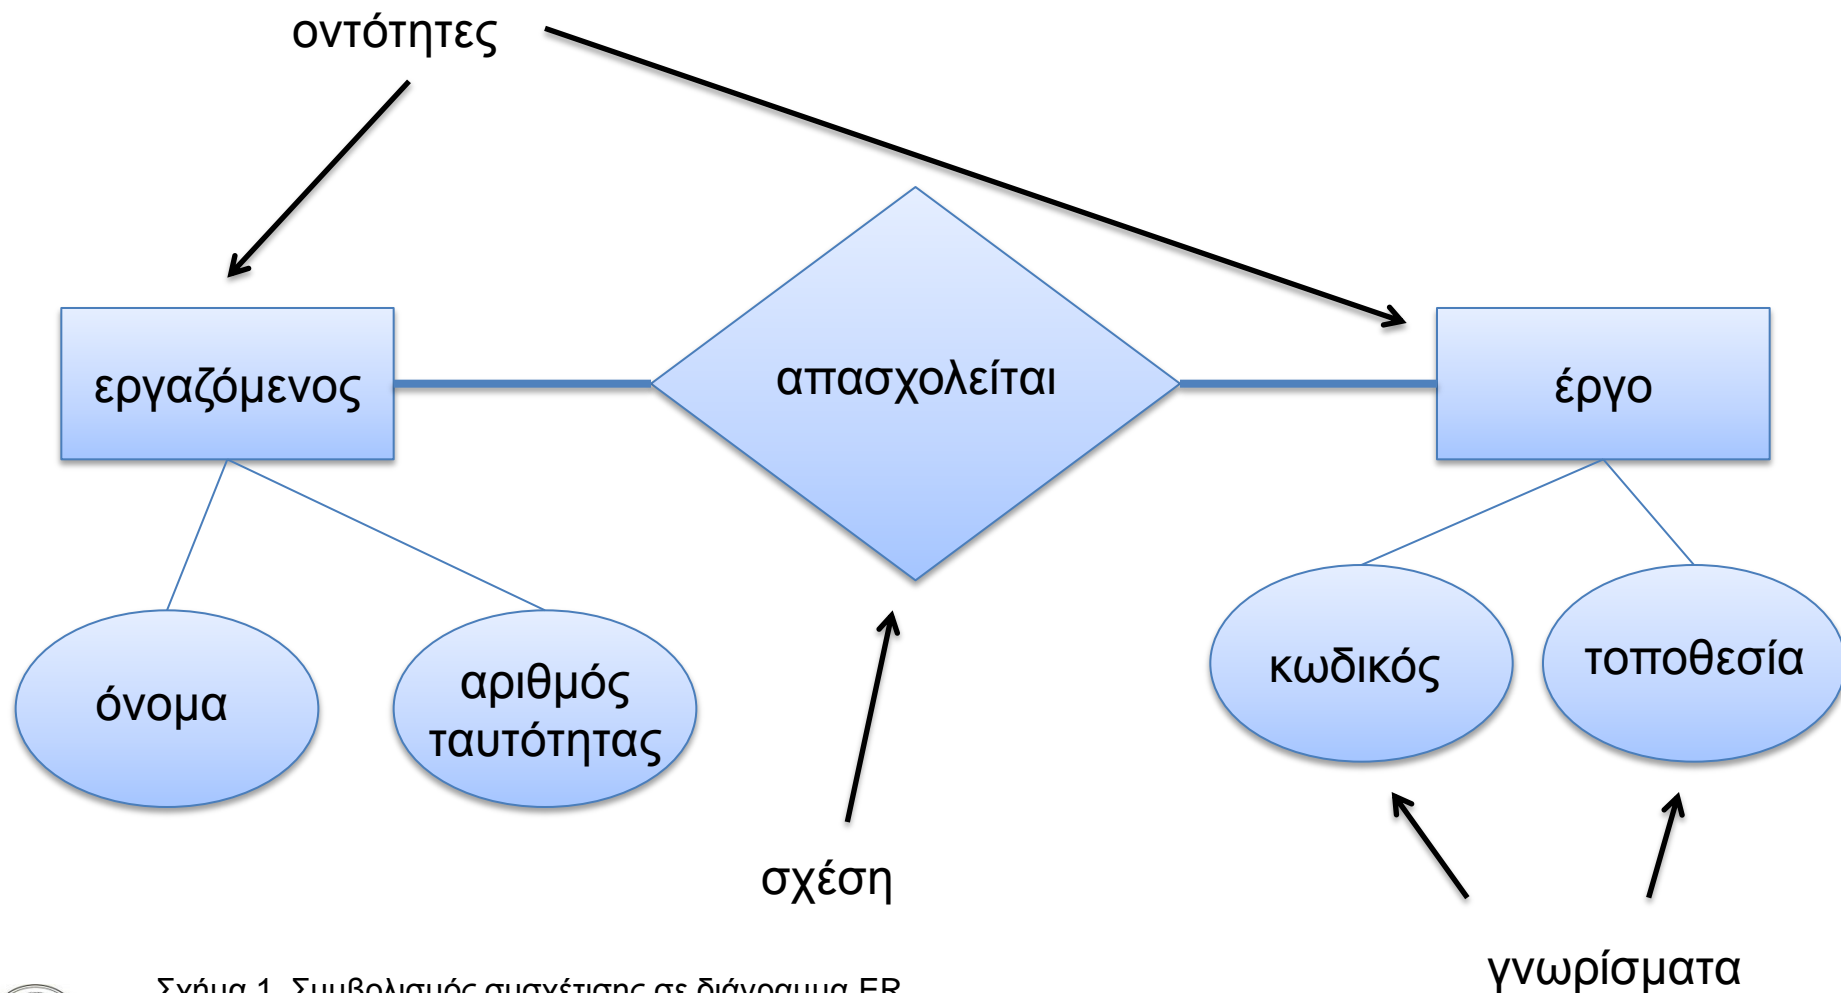 οντότητες
εργαζόμενος
απασχολείται
έργο
όνομα
αριθμός
ταυτότητας
κωδικός
τοποθεσία
σχέση
γνωρίσματα
Σχήμα 1. Συμβολισμός συσχέτισης σε διάγραμμα ER